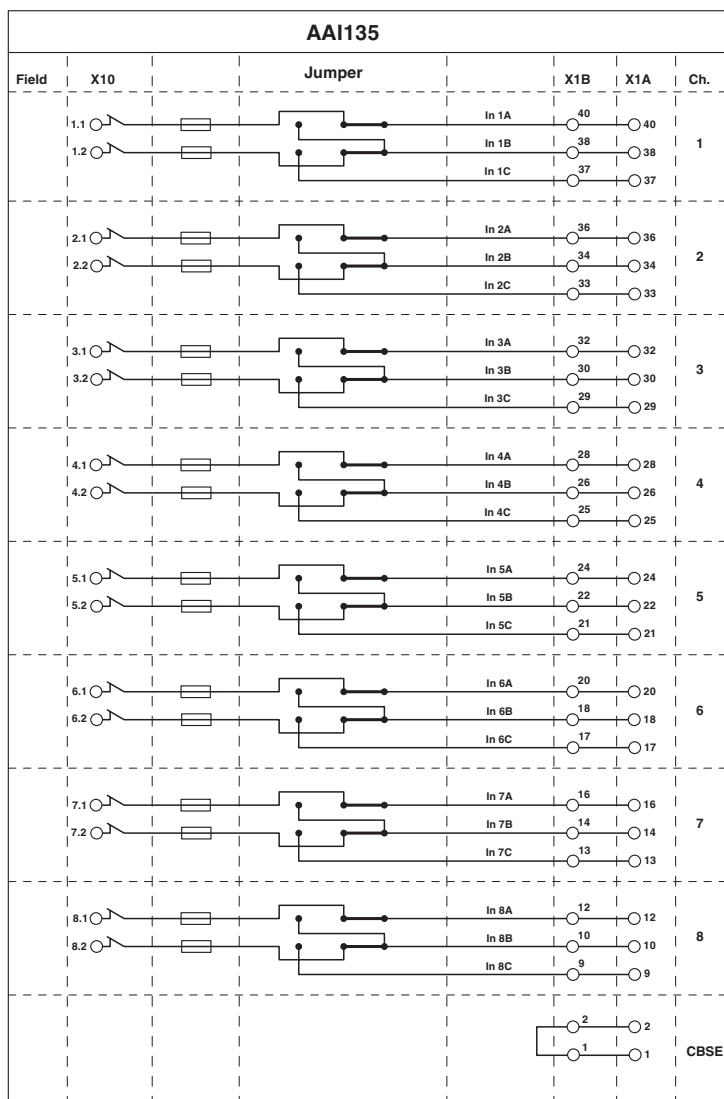 AAI135
Field X10 Jumper X1B X1A Ch.
1.1 In 1A 40 40
1.2 In 1B 38 38 1
In 1C 37 37
2.1 In 2A 36 36
2.2 In 2B 34 34 2
In 2C 33 33
3.1 In 3A 32 32
3.2 In 3B 30 30 3
In 3C 29 29
4.1 In 4A 28 28
4.2 In 4B 26 26 4
In 4C 25 25
5.1 In 5A 24 24
5.2 In 5B 22 22 5
In 5C 21 21
6.1 In 6A 20 20
6.2 In 6B 18 18 6
In 6C 17 17
7.1 In 7A 16 16
7.2 In 7B 14 14 7
In 7C 13 13
8.1 In 8A 12 12
8.2 In 8B 10 10 8
In 8C 9 9
2 2
1 1 CBSE